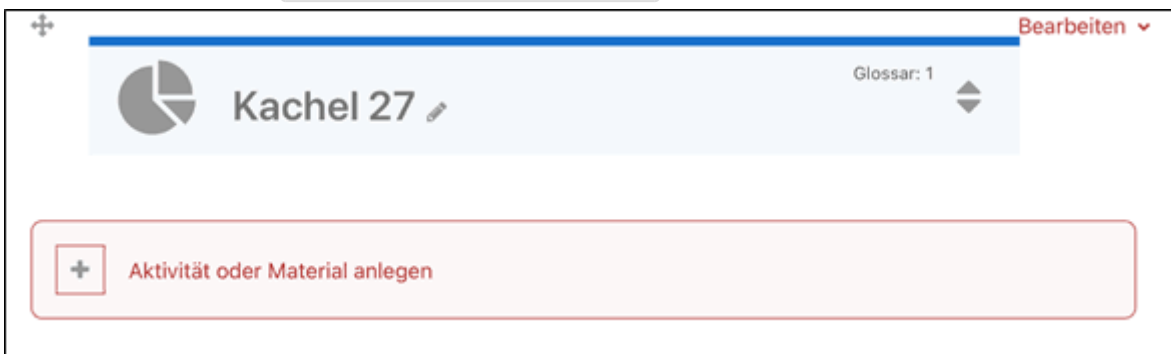 Bearbeiten
Glossar: 1
Kachel 27
Aktivität oder Material anlegen